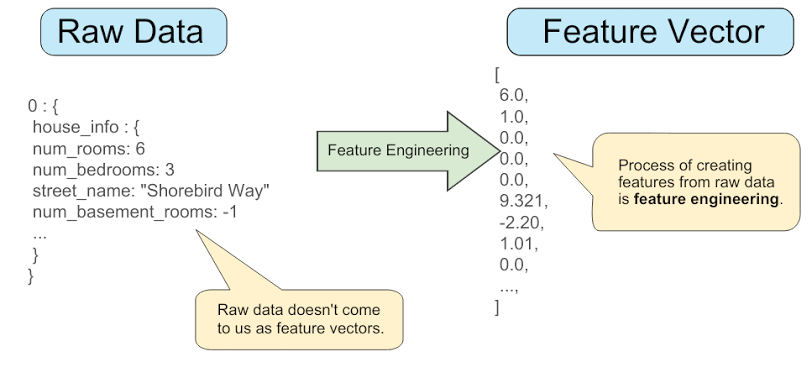 Raw Data
Feature Vector
0 : {
house_info : {
num_rooms: 6
num_bedrooms: 3
street_name: "Shorebird Way"
num_basement_rooms: -1
...
}
}
Raw data doesn't come
to us as feature vectors.
Feature Engineering
[
6.0,
1.0,
0.0,
0.0,
0.0,
9.321,
-2.20,
1.01,
0.0,
...,
]
Process of creating
features from raw data
is feature engineering.